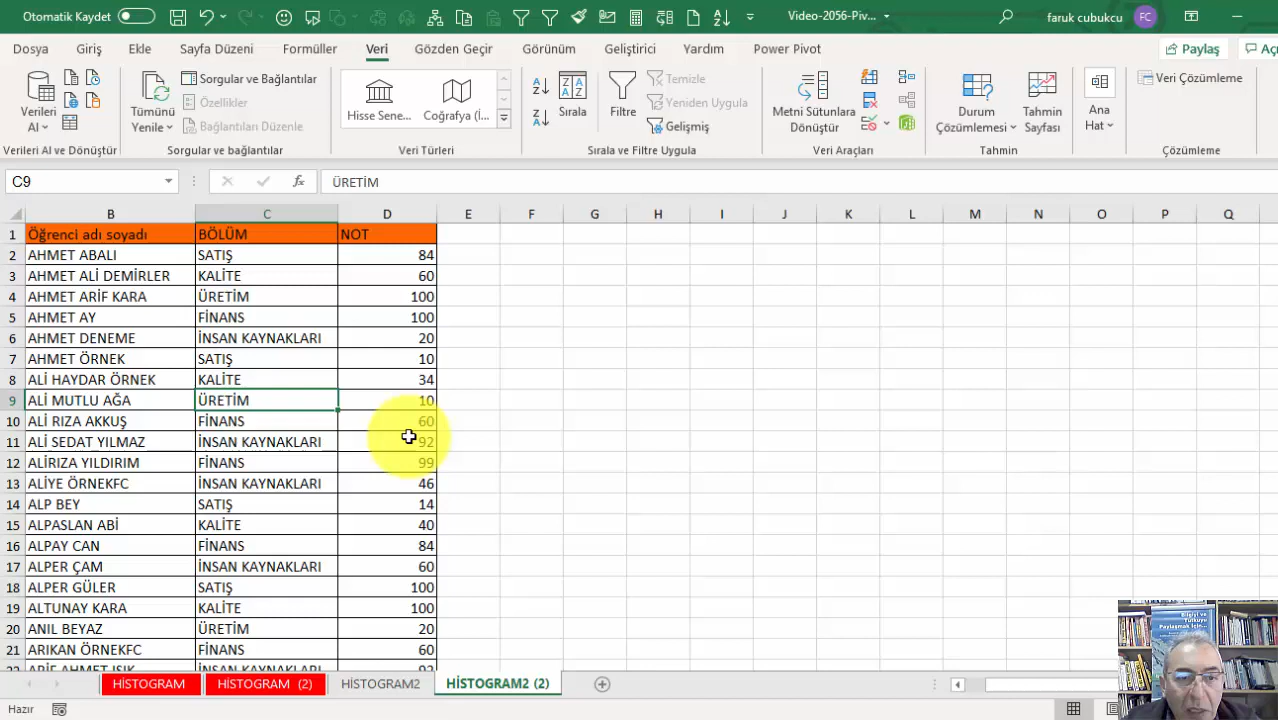 Otomatik Kaydet
Video-2056-Piv...
faruk cubukcu
FC
Dosya Giriş Ekle Sayfa Düzeni Formüller Veri Gözden Geçir Görünüm Geliştirici Yardım Power Pivot
Paylaş
Verileri Al
Verileri Al ve Dönüştür
Tümünü Yenile
Sorgular ve Bağlantılar
Özellikler
Bağlantıları Düzenle
Sorgular ve bağlantılar
Hisse Sene...
Coğrafya (İ...
Veri Türleri
Sırala
Filtre
Temizle
Yeniden Uygula
Gelişmiş
Sırala ve Filtre Uygula
Metni Sütunlara Dönüştür
Veri Araçları
Durum Çözümlemesi
Tahmin Sayfası
Tahmin
Ana Hat
Veri Çözümleme
Çözümleme
C9
fx
ÜRETİM
B C D E F G H I J K L M N O P Q
1 Öğrenci adı soyadı BÖLÜM NOT
2 AHMET ABALI SATIŞ 84
3 AHMET ALİ DEMİRLER KALİTE 60
4 AHMET ARİF KARA ÜRETİM 100
5 AHMET AY FİNANS 100
6 AHMET DENEME İNSAN KAYNAKLARI 20
7 AHMET ÖRNEK SATIŞ 10
8 ALİ HAYDAR ÖRNEK KALİTE 34
9 ALİ MUTLU AĞA ÜRETİM 10
10 ALİ RIZA AKKUŞ FİNANS 60
11 ALİ SEDAT YILMAZ İNSAN KAYNAKLARI 92
12 ALİRIZA YILDIRIM FİNANS 99
13 ALİYE ÖRNEKFC İNSAN KAYNAKLARI 46
14 ALP BEY SATIŞ 14
15 ALPASLAN ABİ KALİTE 40
16 ALPAY CAN FİNANS 84
17 ALPER ÇAM İNSAN KAYNAKLARI 60
18 ALPER GÜLER SATIŞ 100
19 ALTUNAY KARA KALİTE 100
20 ANIL BEYAZ ÜRETİM 20
21 ARIKAN ÖRNEKFC FİNANS 60
22 ARİF AHMET IŞIK İNSAN KAYNAKLARI 92
Bilgiyi ve
Tutkuyu
Paylaşmak İçin...
HİSTOGRAM HİSTOGRAM (2) HİSTOGRAM2 HİSTOGRAM2 (2)
Hazır